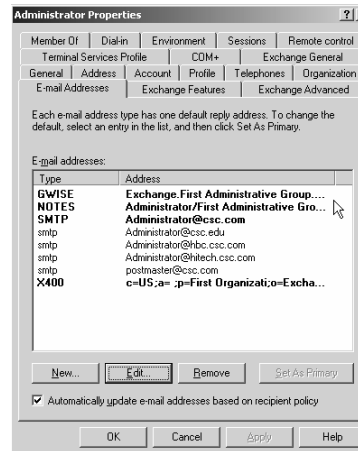 Administrator Properties ?
Member Of Dial-in Environment Sessions Remote control
Terminal Services Profile COM+ Exchange General
General Address Account Profile Telephones Organization
E-mail Addresses Exchange Features Exchange Advanced
Each e-mail address type has one default reply address. To change the
default, select an entry in the list, and then click Set As Primary.
E-mail addresses:
Type Address
GWISE Exchange.First Administrative Group....
NOTES Administrator/First Administrative Gro...
SMTP Administrator@csc.com
smtp Administrator@csc.edu
smtp Administrator@hbc.csc.com
smtp Administrator@hitech.csc.com
smtp postmaster@csc.com
X400 c=US;a= ;p=First Organizati;o=Excha...
New... Edit... Remove Set As Primary
Automatically update e-mail addresses based on recipient policy
OK Cancel Apply Help